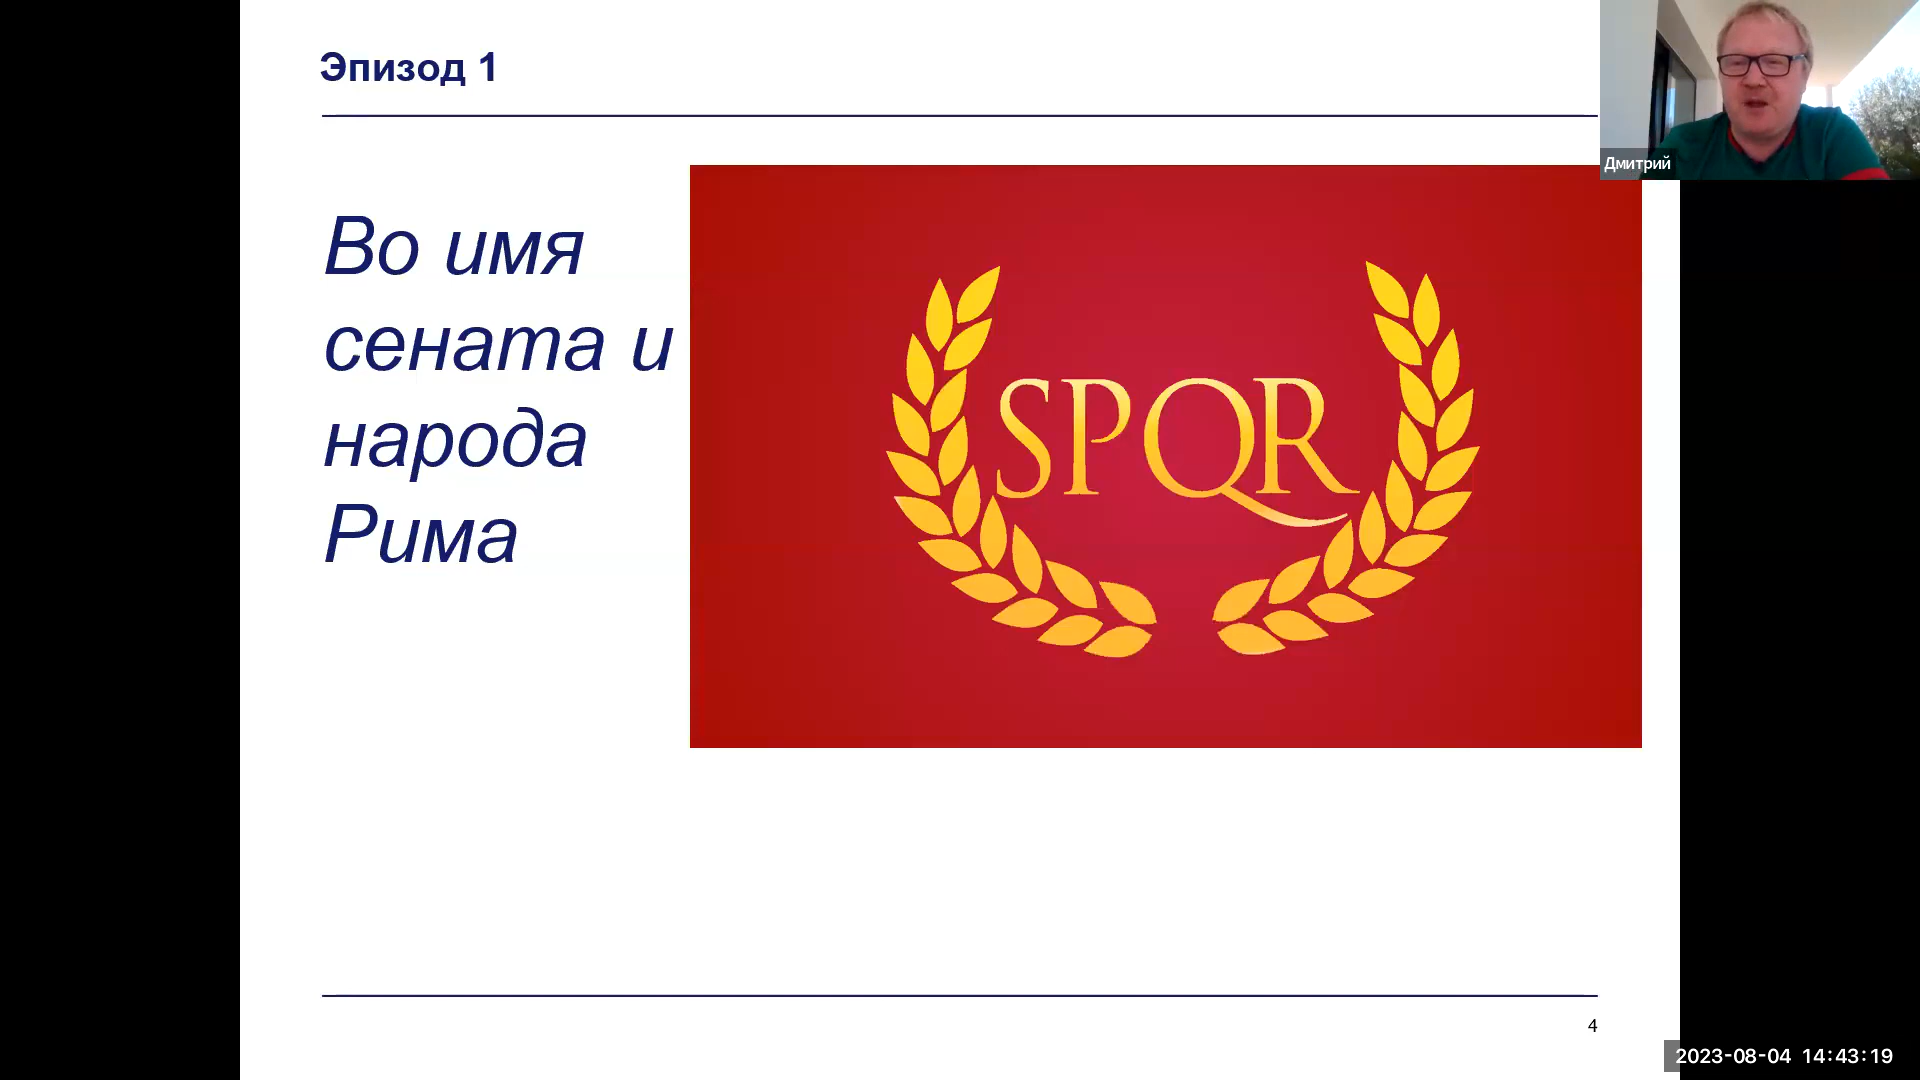 Эпизод 1
Дмитрий
Во имя
сената и
народа
Рима
SPQR
4
2023-08-04 14:43:19